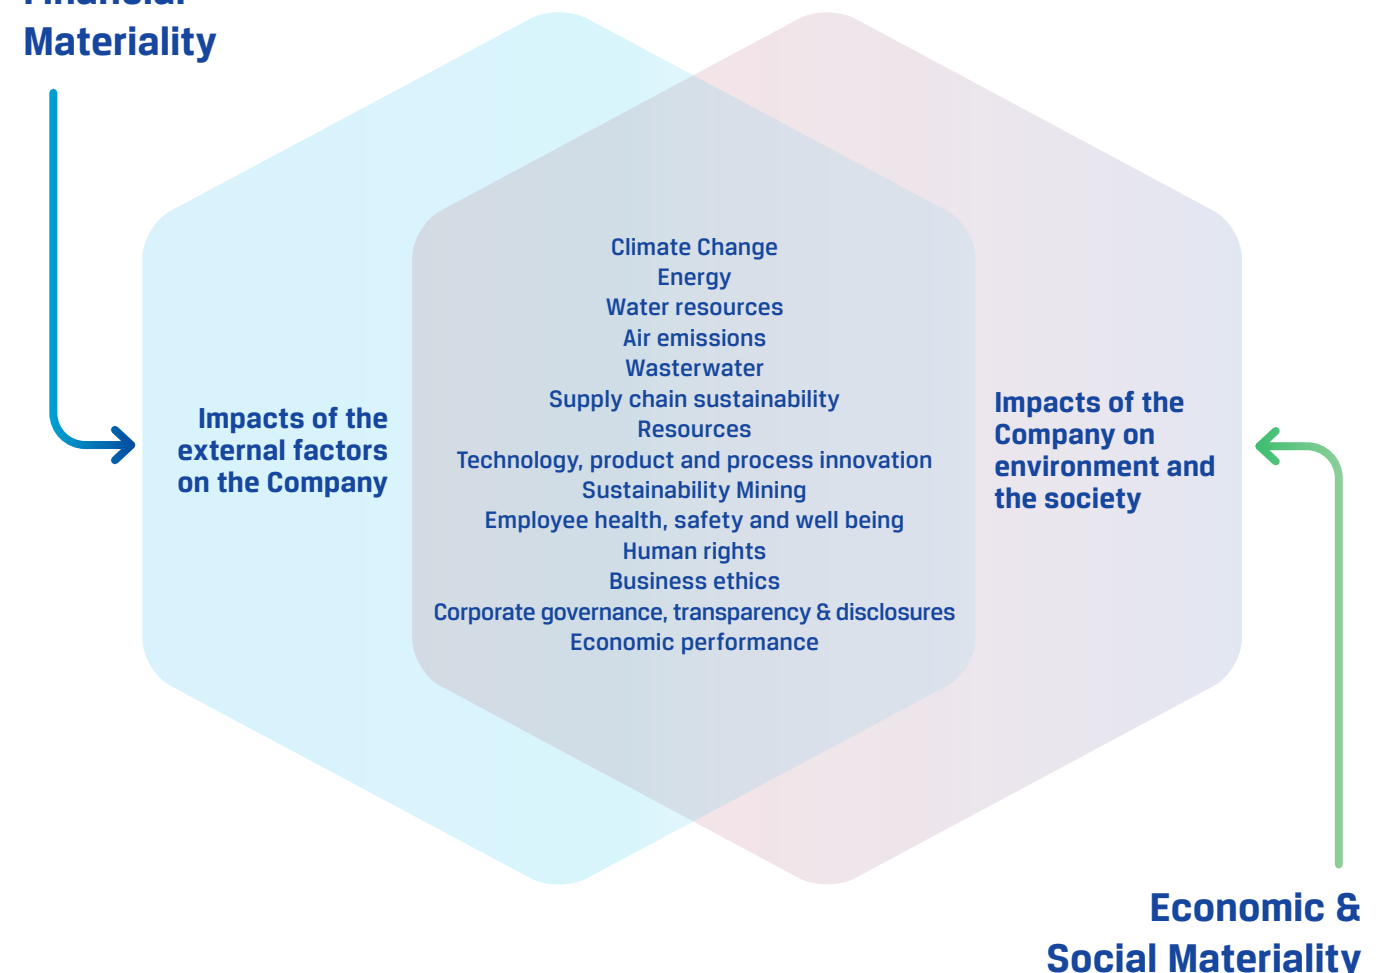 Financial
Materiality
Climate Change
Energy
Water resources
Air emissions
Wasterwater
Supply chain sustainability
Resources
Technology, product and process innovation
Sustainability Mining
Employee health, safety and well being
Human rights
Business ethics
Corporate governance, transparency & disclosures
Economic performance
Impacts of the
external factors
on the Company
Impacts of the
Company on
environment and
the society
Economic &
Social Materiality